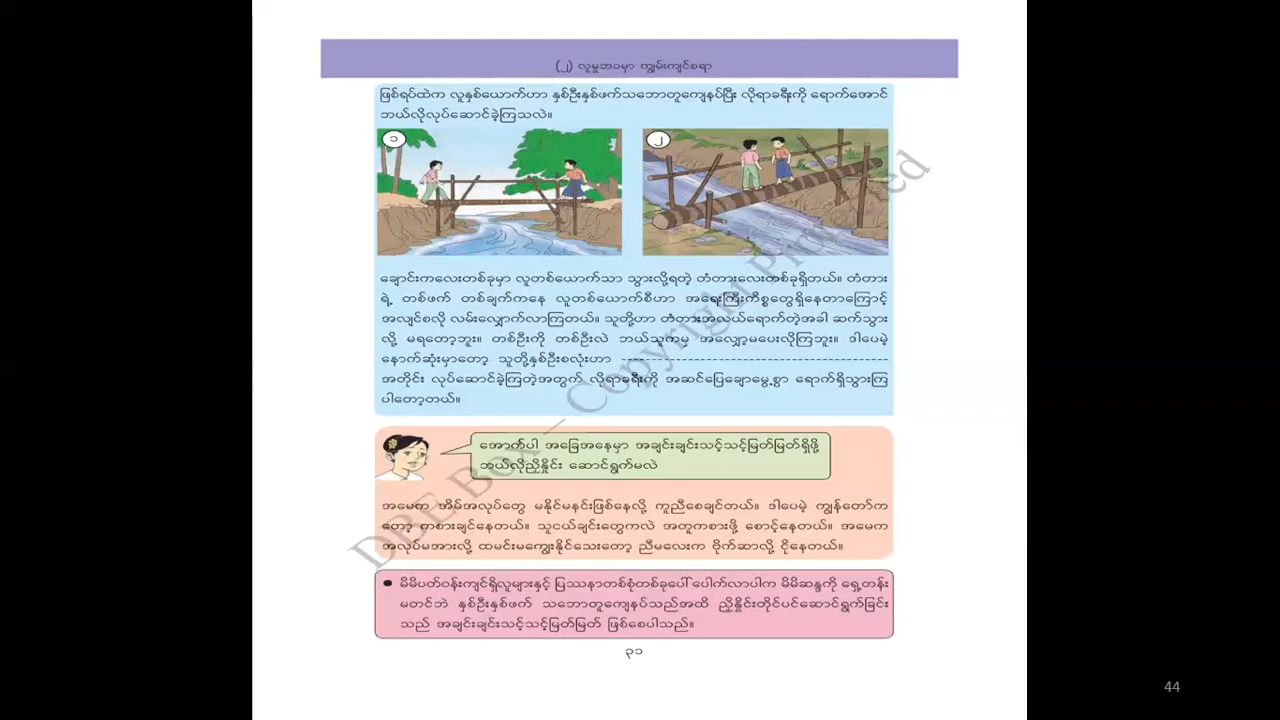 (၂) လူမှုဘဝမှာ ကျွမ်းကျင်စရာ
ဖြစ်ရပ်ထဲက လူနှစ်ယောက်ဟာ နှစ်ဦးနှစ်ဖက်သဘောတူကျေနပ်ပြီး လိုရာခရီးကို ရောက်အောင်
ဘယ်လိုလုပ်ဆောင်ခဲ့ကြသလဲ။
၁
၂
ချောင်းကလေးတစ်ခုမှာ လူတစ်ယောက်သာ သွားလို့ရတဲ့ တံတားလေးတစ်ခုရှိတယ်။ တံတား
ရဲ့ တစ်ဖက် တစ်ချက်ကနေ လူတစ်ယောက်စီဟာ အရေးကြီးကိစ္စတွေရှိနေတာကြောင့်
အလျင်စလို လမ်းလျှောက်လာကြတယ်။ သူတို့ဟာ တံတားအလယ်ရောက်တဲ့အခါ ဆက်သွား
လို့ မရတော့ဘူး။ တစ်ဦးကို တစ်ဦးလဲ ဘယ်သူကမှ အလျှော့မပေးလိုကြဘူး။ ဒါပေမဲ့
နောက်ဆုံးမှာတော့ သူတို့နှစ်ဦးစလုံးဟာ --------------------------------------------
အတိုင်း လုပ်ဆောင်ခဲ့ကြတဲ့အတွက် လိုရာခရီးကို အဆင်ပြေချောမွေ့စွာ ရောက်ရှိသွားကြ
ပါတော့တယ်။
အောက်ပါ အခြေအနေမှာ အချင်းချင်းသင့်သင့်မြတ်မြတ်ရှိဖို့
ဘယ်လိုညှိနှိုင်း ဆောင်ရွက်မလဲ
အမေက အိမ်အလုပ်တွေ မနိုင်မနင်းဖြစ်နေလို့ ကူညီစေချင်တယ်။ ဒါပေမဲ့ ကျွန်တော်က
တော့ ကစားချင်နေတယ်။ သူငယ်ချင်းတွေကလဲ အတူကစားဖို့ စောင့်နေတယ်။ အမေက
အလုပ်မအားလို့ ထမင်းမကျွေးနိုင်သေးတော့ ညီမလေးက ဗိုက်ဆာလို့ ငိုနေတယ်။
● မိမိပတ်ဝန်းကျင်ရှိလူများနှင့် ပြဿနာတစ်စုံတစ်ခုပေါ်ပေါက်လာပါက မိမိဆန္ဒကို ရှေ့တန်း
မတင်ဘဲ နှစ်ဦးနှစ်ဖက် သဘောတူကျေနပ်သည်အထိ ညှိနှိုင်းတိုင်ပင်ဆောင်ရွက်ခြင်း
သည် အချင်းချင်းသင့်သင့်မြတ်မြတ် ဖြစ်စေပါသည်။
၃၁
44